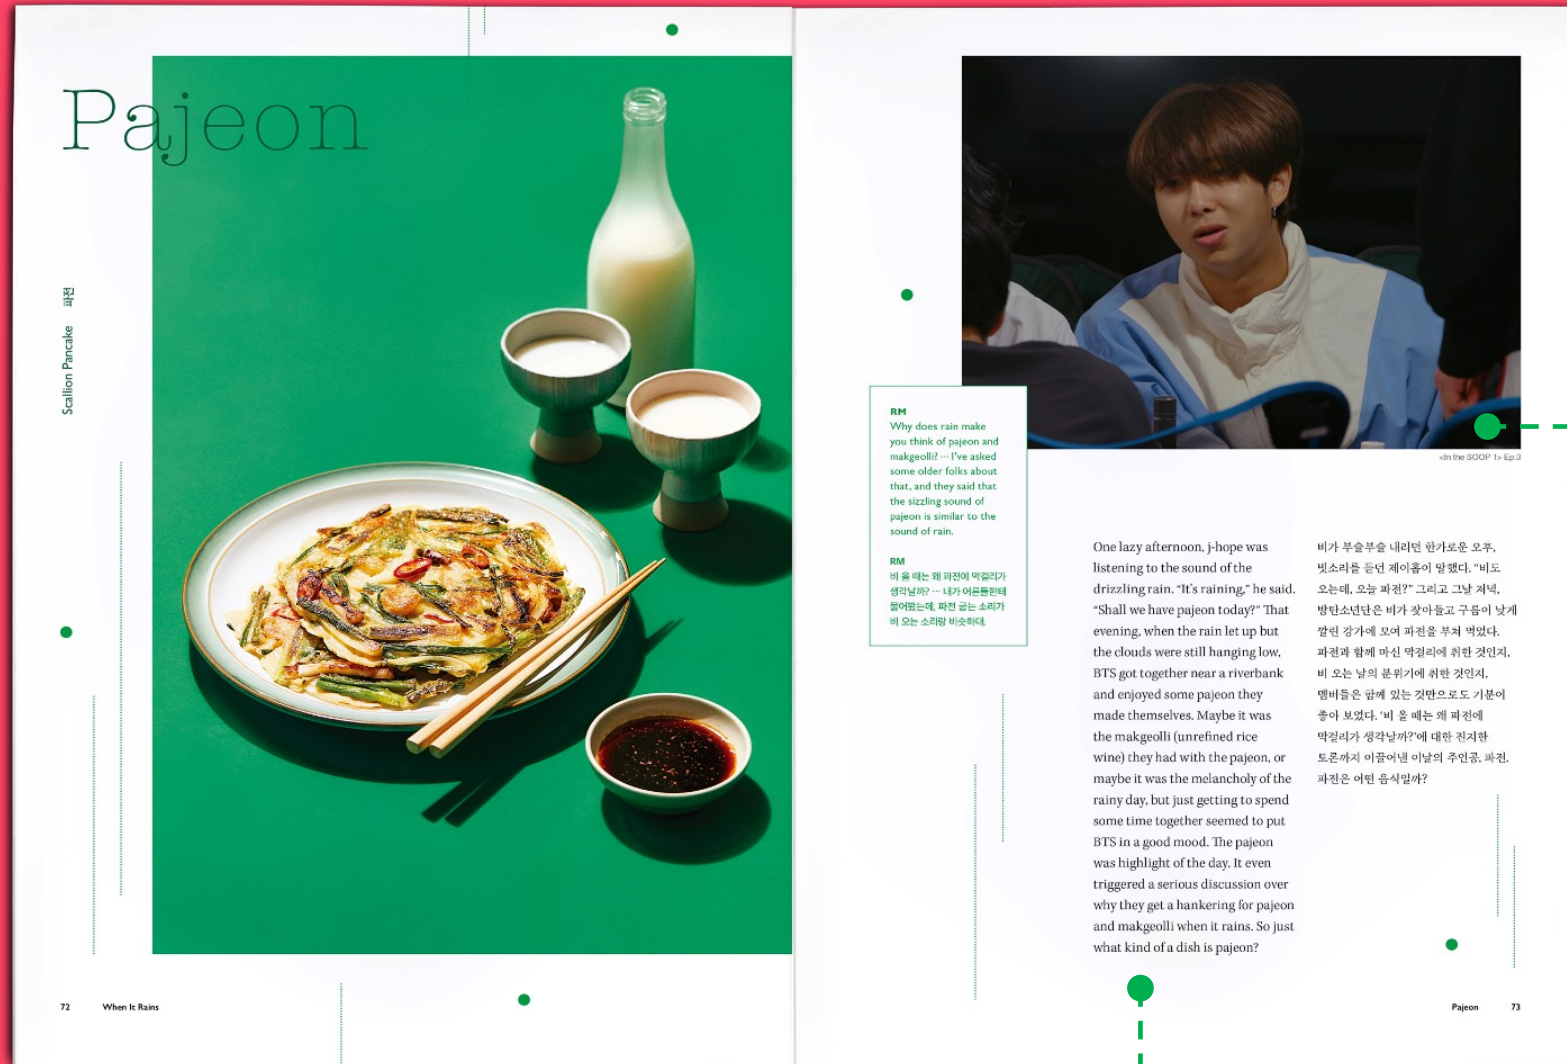 Pajeon
Scallion Pancake 파전
72 When It Rains
<In the SOOP 1> Ep.3
RM
Why does rain make
you think of pajeon and
makgeolli? ··· I've asked
some older folks about
that, and they said that
the sizzling sound of
pajeon is similar to the
sound of rain.
RM
비 올 때는 왜 파전에 막걸리가
생각날까? ··· 내가 어른들한테
물어봤는데, 파전 굽는 소리가
비 오는 소리랑 비슷하대.
One lazy afternoon, j-hope was
listening to the sound of the
drizzling rain. “It's raining,” he said.
“Shall we have pajeon today?” That
evening, when the rain let up but
the clouds were still hanging low,
BTS got together near a riverbank
and enjoyed some pajeon they
made themselves. Maybe it was
the makgeolli (unrefined rice
wine) they had with the pajeon, or
maybe it was the melancholy of the
rainy day, but just getting to spend
some time together seemed to put
BTS in a good mood. The pajeon
was highlight of the day. It even
triggered a serious discussion over
why they get a hankering for pajeon
and makgeolli when it rains. So just
what kind of a dish is pajeon?
비가 부슬부슬 내리던 한가로운 오후,
빗소리를 듣던 제이홉이 말했다. “비도
오는데, 오늘 파전?” 그리고 그날 저녁,
방탄소년단은 비가 잦아들고 구름이 낮게
깔린 강가에 모여 파전을 부쳐 먹었다.
파전과 함께 마신 막걸리에 취한 것인지,
비 오는 날의 분위기에 취한 것인지,
멤버들은 함께 있는 것만으로도 기분이
좋아 보였다. ‘비 올 때는 왜 파전에
막걸리가 생각날까?’에 대한 진지한
토론까지 이끌어낸 이날의 주인공, 파전.
파전은 어떤 음식일까?
Pajeon 73